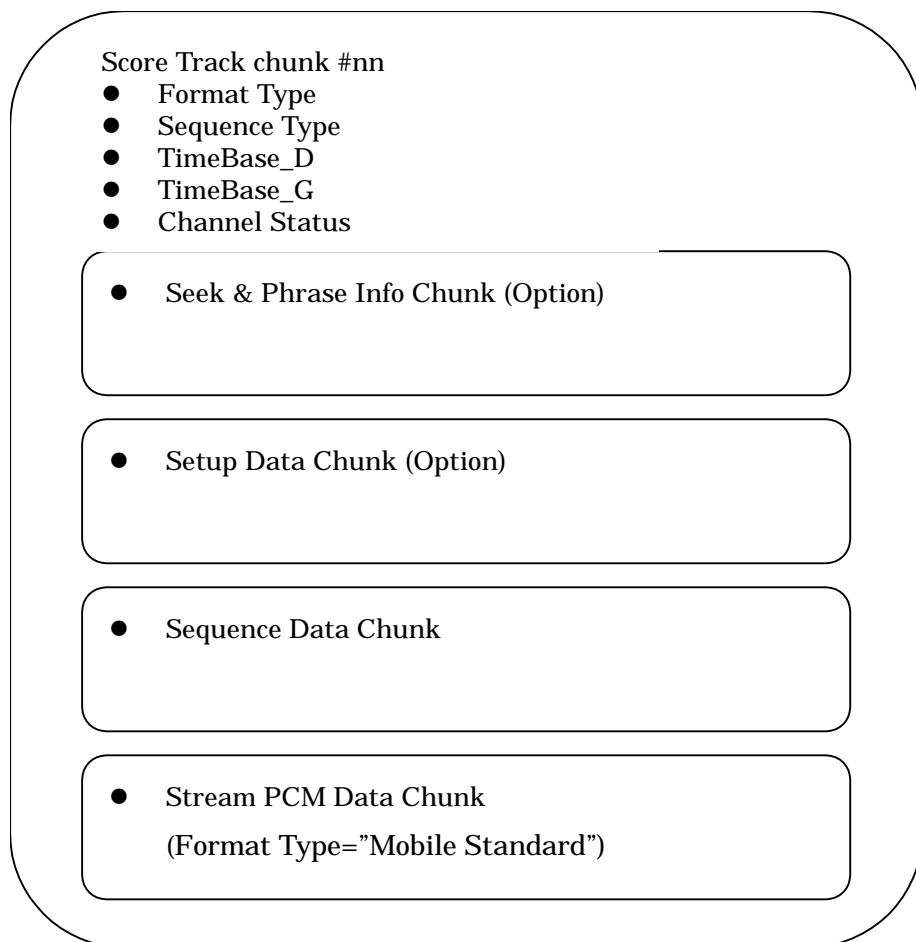 Score Track chunk #nn
● Format Type
● Sequence Type
● TimeBase_D
● TimeBase_G
● Channel Status
● Seek & Phrase Info Chunk (Option)
● Setup Data Chunk (Option)
● Sequence Data Chunk
● Stream PCM Data Chunk
(Format Type=”Mobile Standard”)